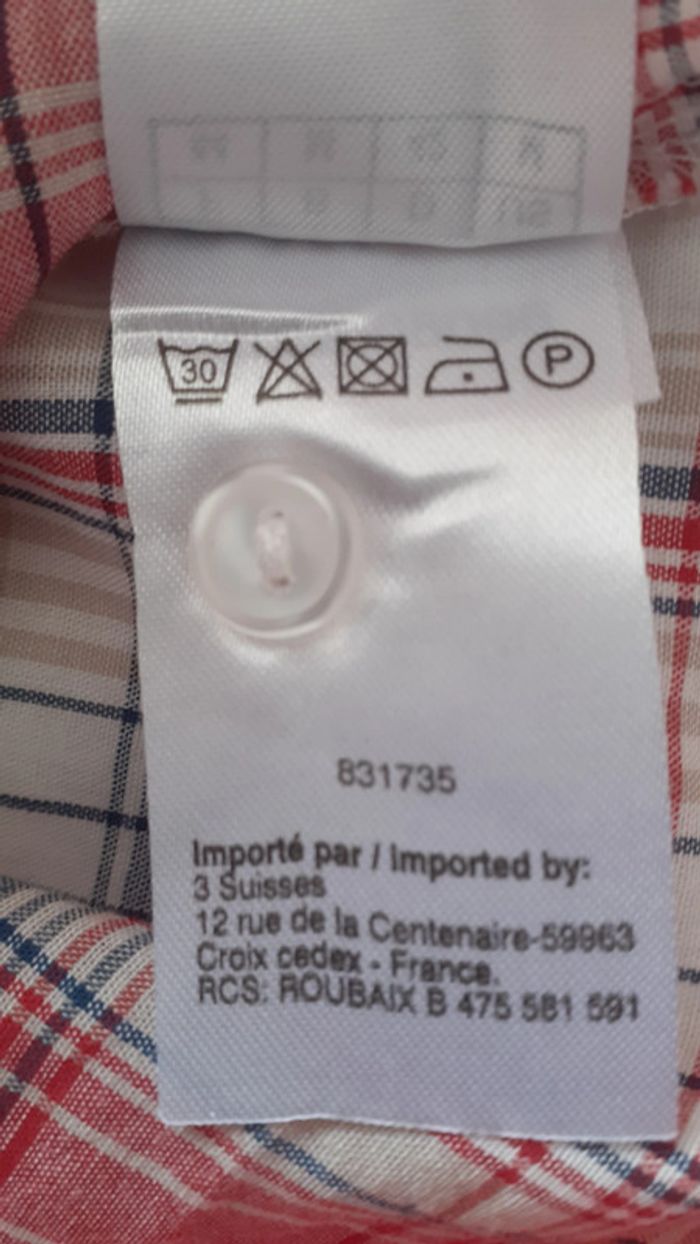 30
P
831735
Importé par / Imported by:
3 Suisses
12 rue de la Centenaire-59963
Croix cedex - France.
RCS: ROUBAIX B 475 581 591